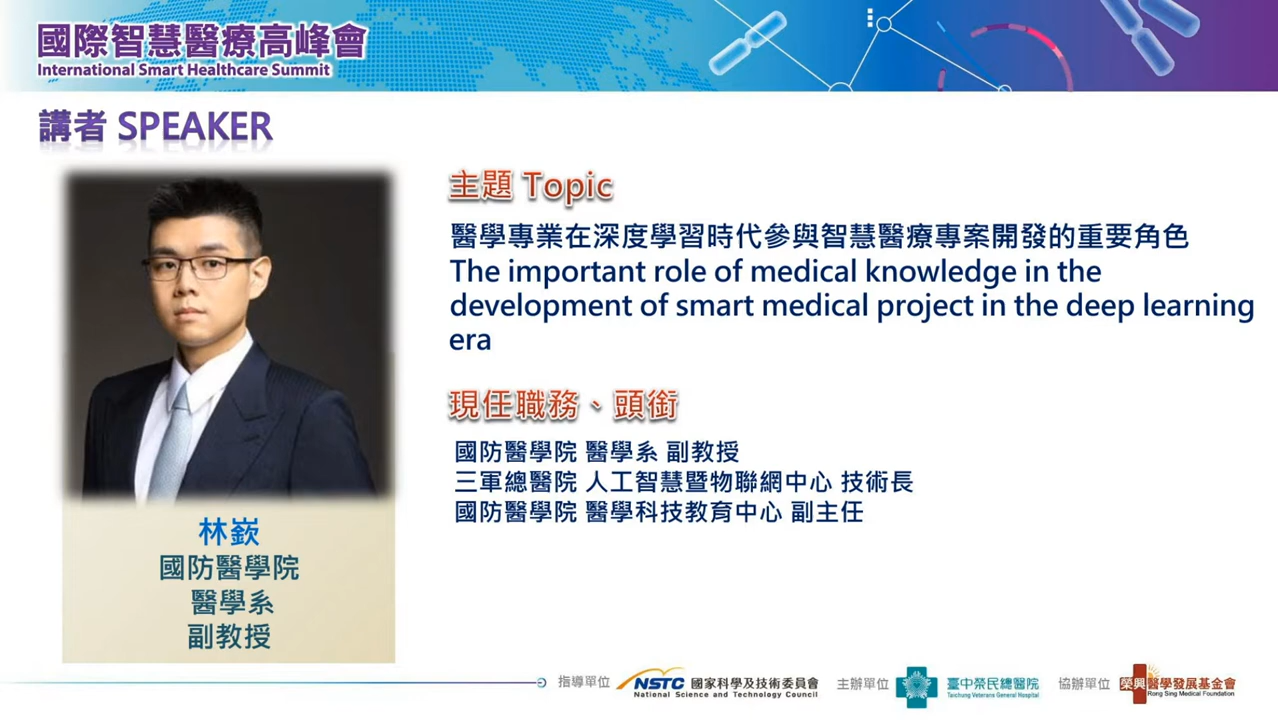 國際智慧醫療高峰會
International Smart Healthcare Summit
講者 SPEAKER
林嶔
國防醫學院
醫學系
副教授
主題 Topic
醫學專業在深度學習時代參與智慧醫療專案開發的重要角色
The important role of medical knowledge in the
development of smart medical project in the deep learning
era
現任職務、頭銜
國防醫學院 醫學系 副教授
三軍總醫院 人工智慧暨物聯網中心 技術長
國防醫學院 醫學科技教育中心 副主任
指導單位
NSTC 國家科學及技術委員會
National Science and Technology Council
主辦單位
臺中榮民總醫院
Taichung Veterans General Hospital
協辦單位
榮興醫學發展基金會
Rong Sing Medical Foundation